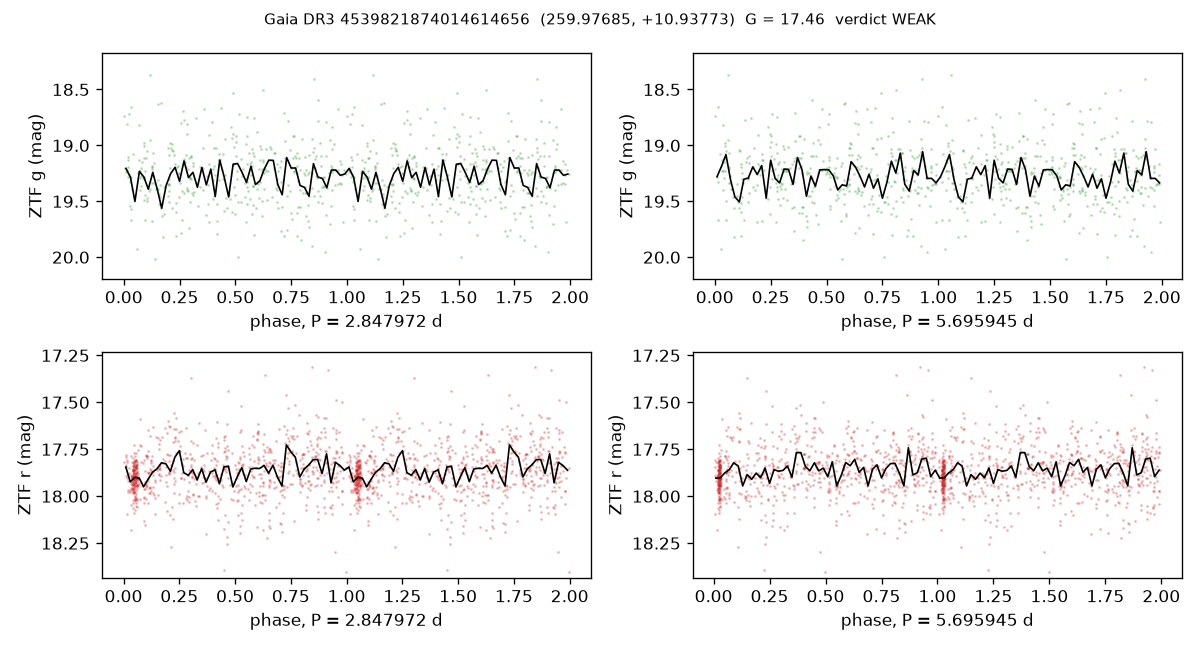 Gaia DR3 4539821874014614656  (259.97685, +10.93773)  G = 17.46  verdict WEAK
ZTF g (mag)
18.5
19.0
19.5
20.0
0.00 0.25 0.50 0.75 1.00 1.25 1.50 1.75 2.00
phase, P = 2.847972 d
ZTF g (mag)
18.5
19.0
19.5
20.0
0.00 0.25 0.50 0.75 1.00 1.25 1.50 1.75 2.00
phase, P = 5.695945 d
ZTF r (mag)
17.25
17.50
17.75
18.00
18.25
0.00 0.25 0.50 0.75 1.00 1.25 1.50 1.75 2.00
phase, P = 2.847972 d
ZTF r (mag)
17.25
17.50
17.75
18.00
18.25
0.00 0.25 0.50 0.75 1.00 1.25 1.50 1.75 2.00
phase, P = 5.695945 d